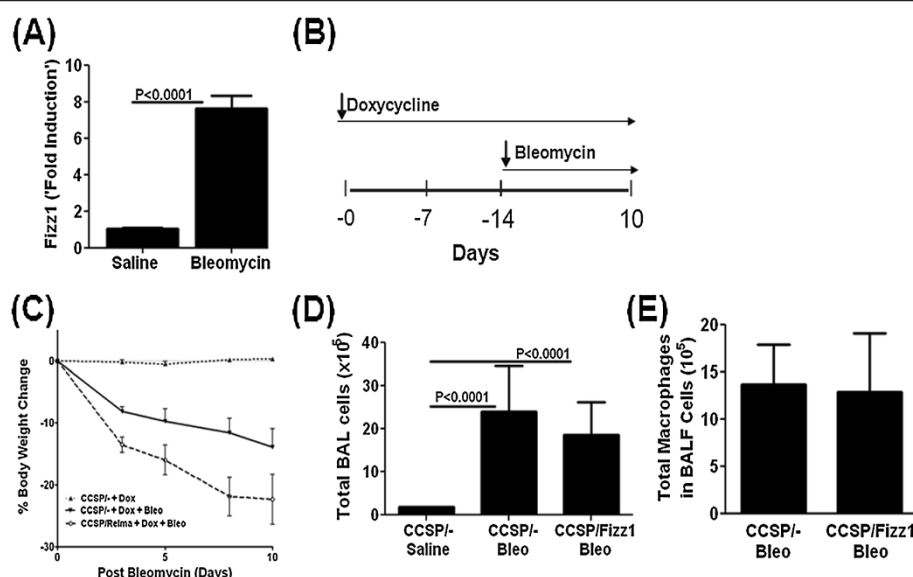 (A)
Fizz1 ('Fold Induction')
10
8
6
4
2
0
P<0.0001
Saline Bleomycin
(B)
Doxycycline
Bleomycin
-0 -7 -14 10
Days
(C)
% Body Weight Change
0
-10
-20
-30
CCSP/- + Dox
CCSP/- + Dox + Bleo
CCSP/Relma + Dox + Bleo
0 5 10
Post Bleomycin (Days)
(D)
Total BAL cells (x10⁵)
40
30
20
10
0
P<0.0001
P<0.0001
CCSP/- CCSP/- CCSP/Fizz1
Saline Bleo Bleo
(E)
Total Macrophages
in BALF Cells (10⁵)
20
15
10
5
0
CCSP/- CCSP/Fizz1
Bleo Bleo